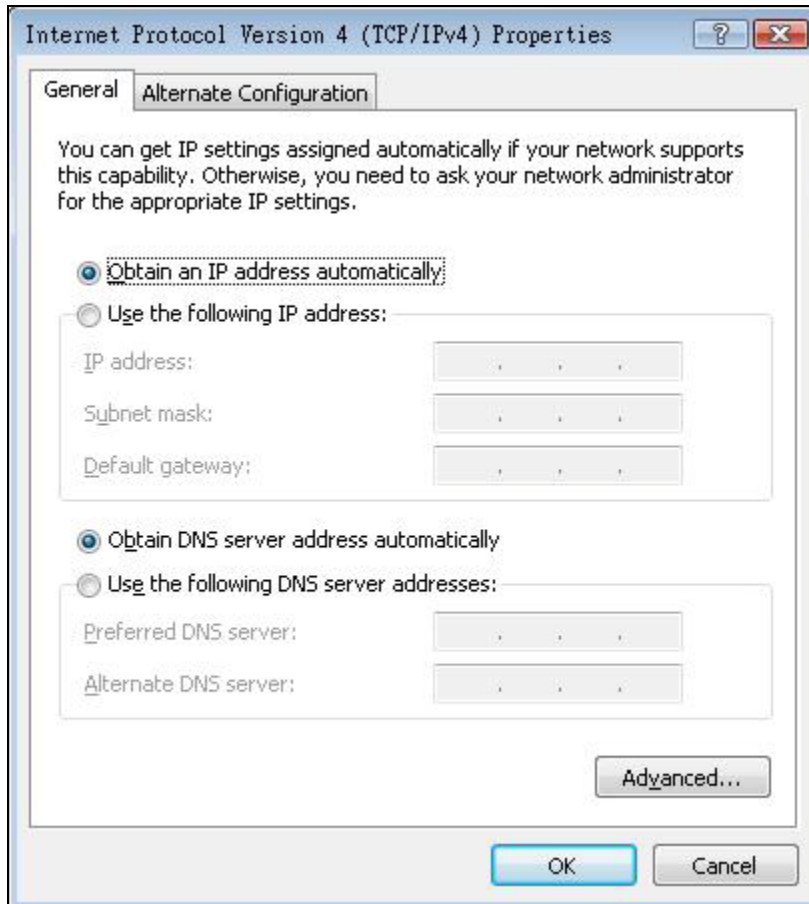 Internet Protocol Version 4 (TCP/IPv4) Properties
General
Alternate Configuration
You can get IP settings assigned automatically if your network supports
this capability. Otherwise, you need to ask your network administrator
for the appropriate IP settings.
Obtain an IP address automatically
Use the following IP address:
IP address:
Subnet mask:
Default gateway:
Obtain DNS server address automatically
Use the following DNS server addresses:
Preferred DNS server:
Alternate DNS server:
Advanced...
OK
Cancel